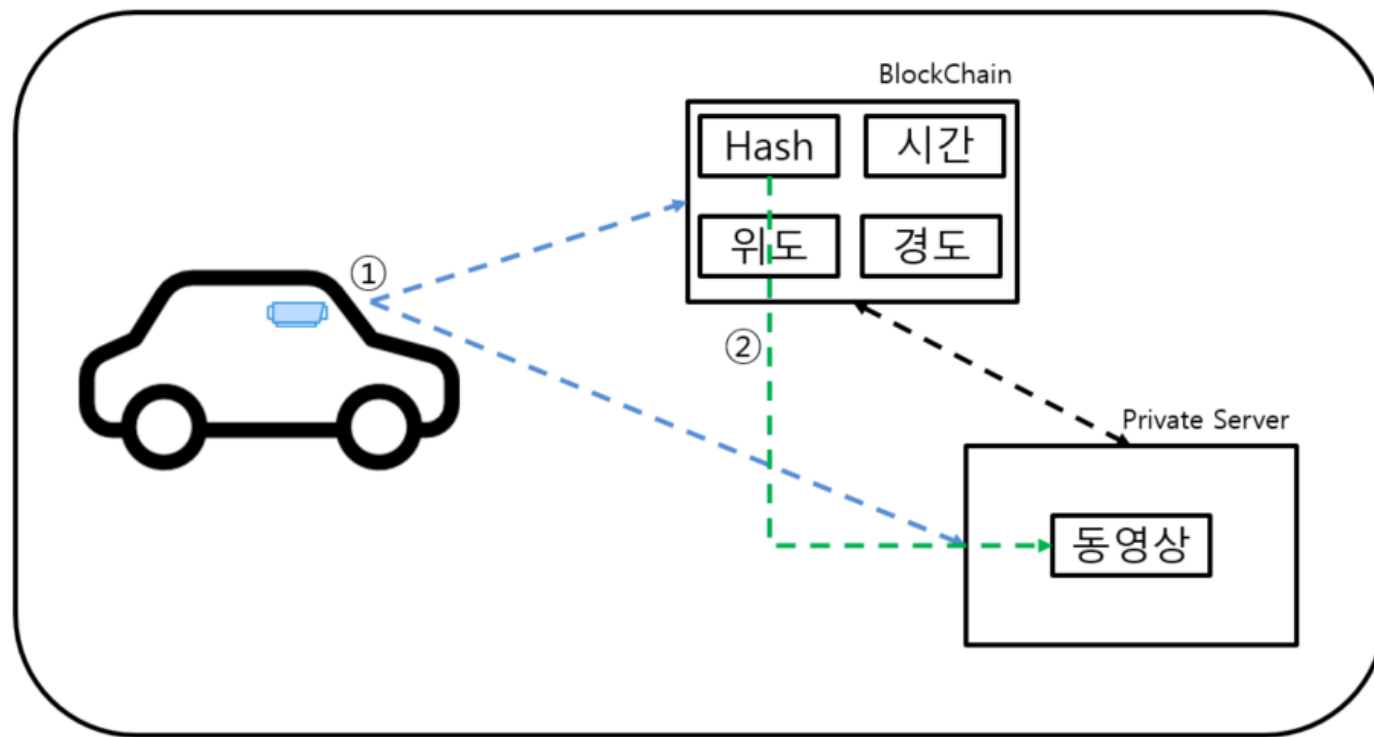 BlockChain
Hash
시간
위도
경도
①
②
Private Server
동영상